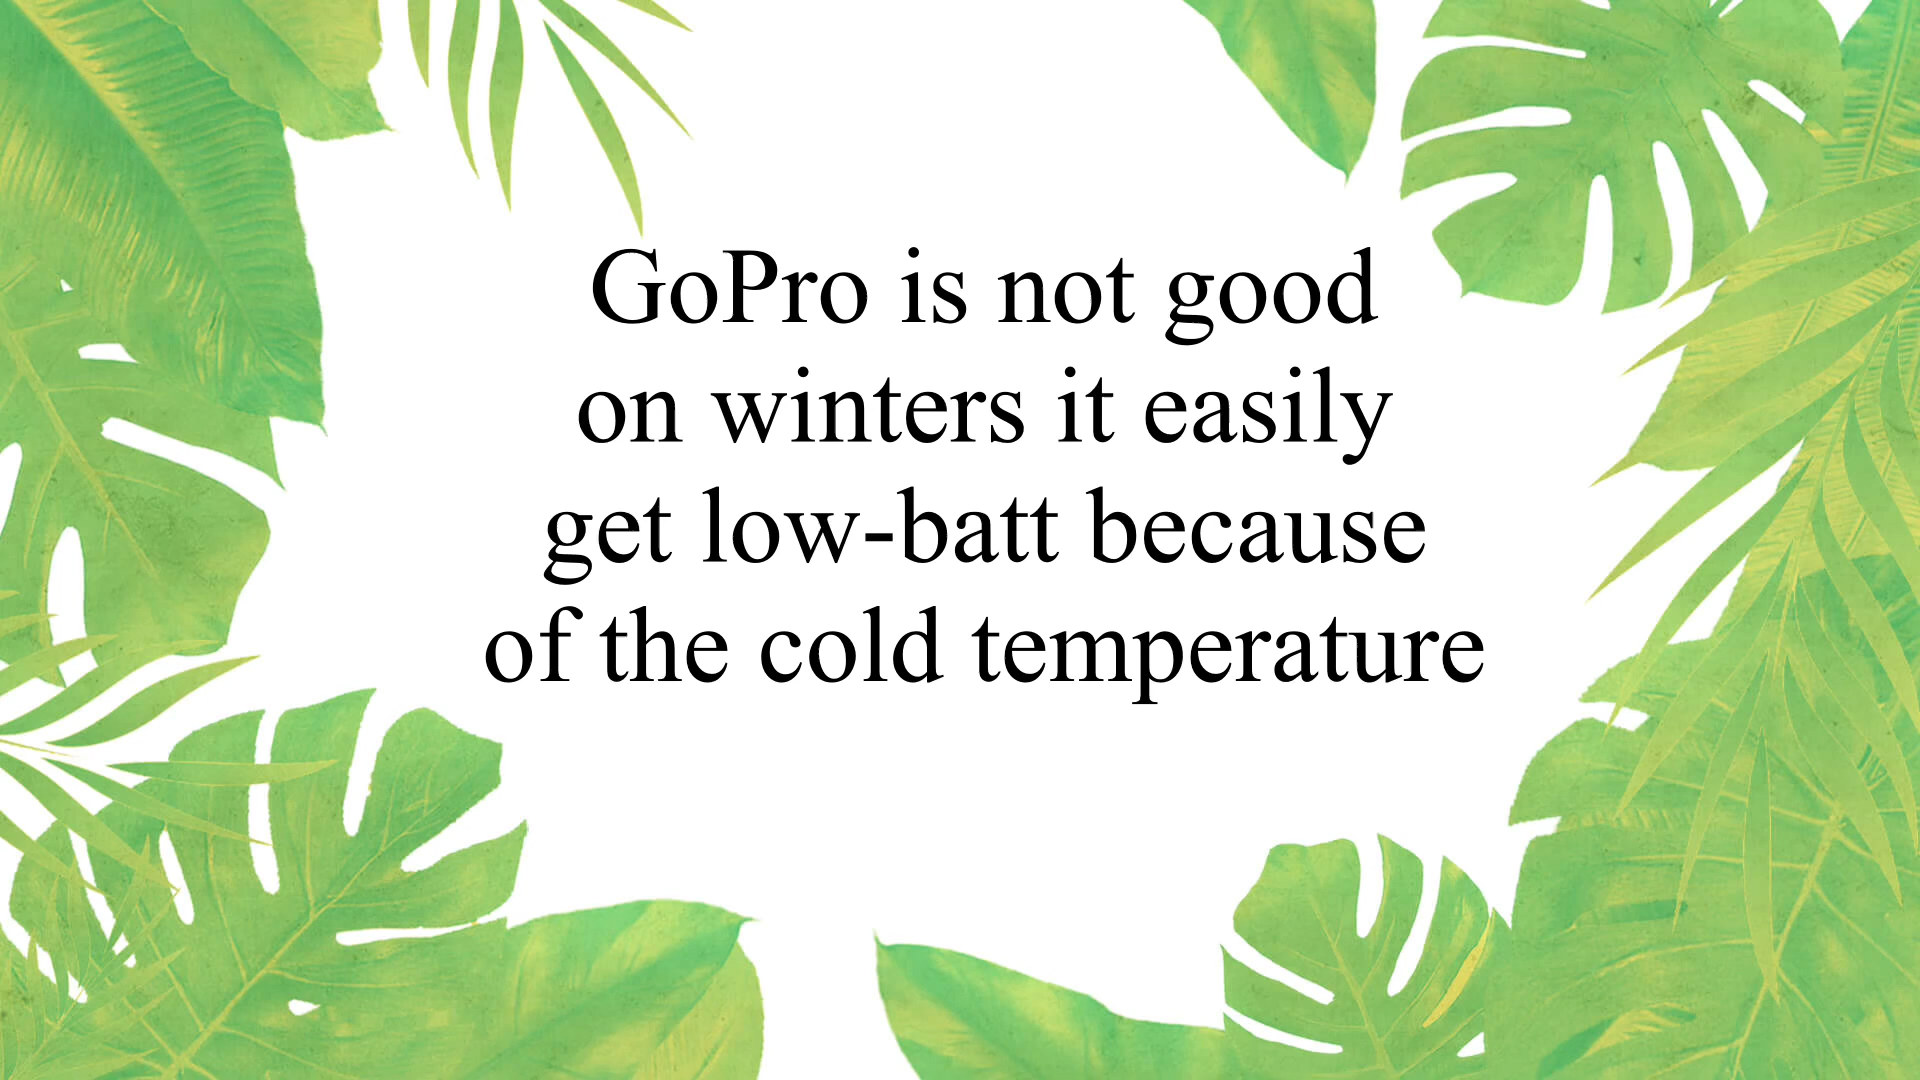 GoPro is not good
on winters it easily
get low-batt because
of the cold temperature